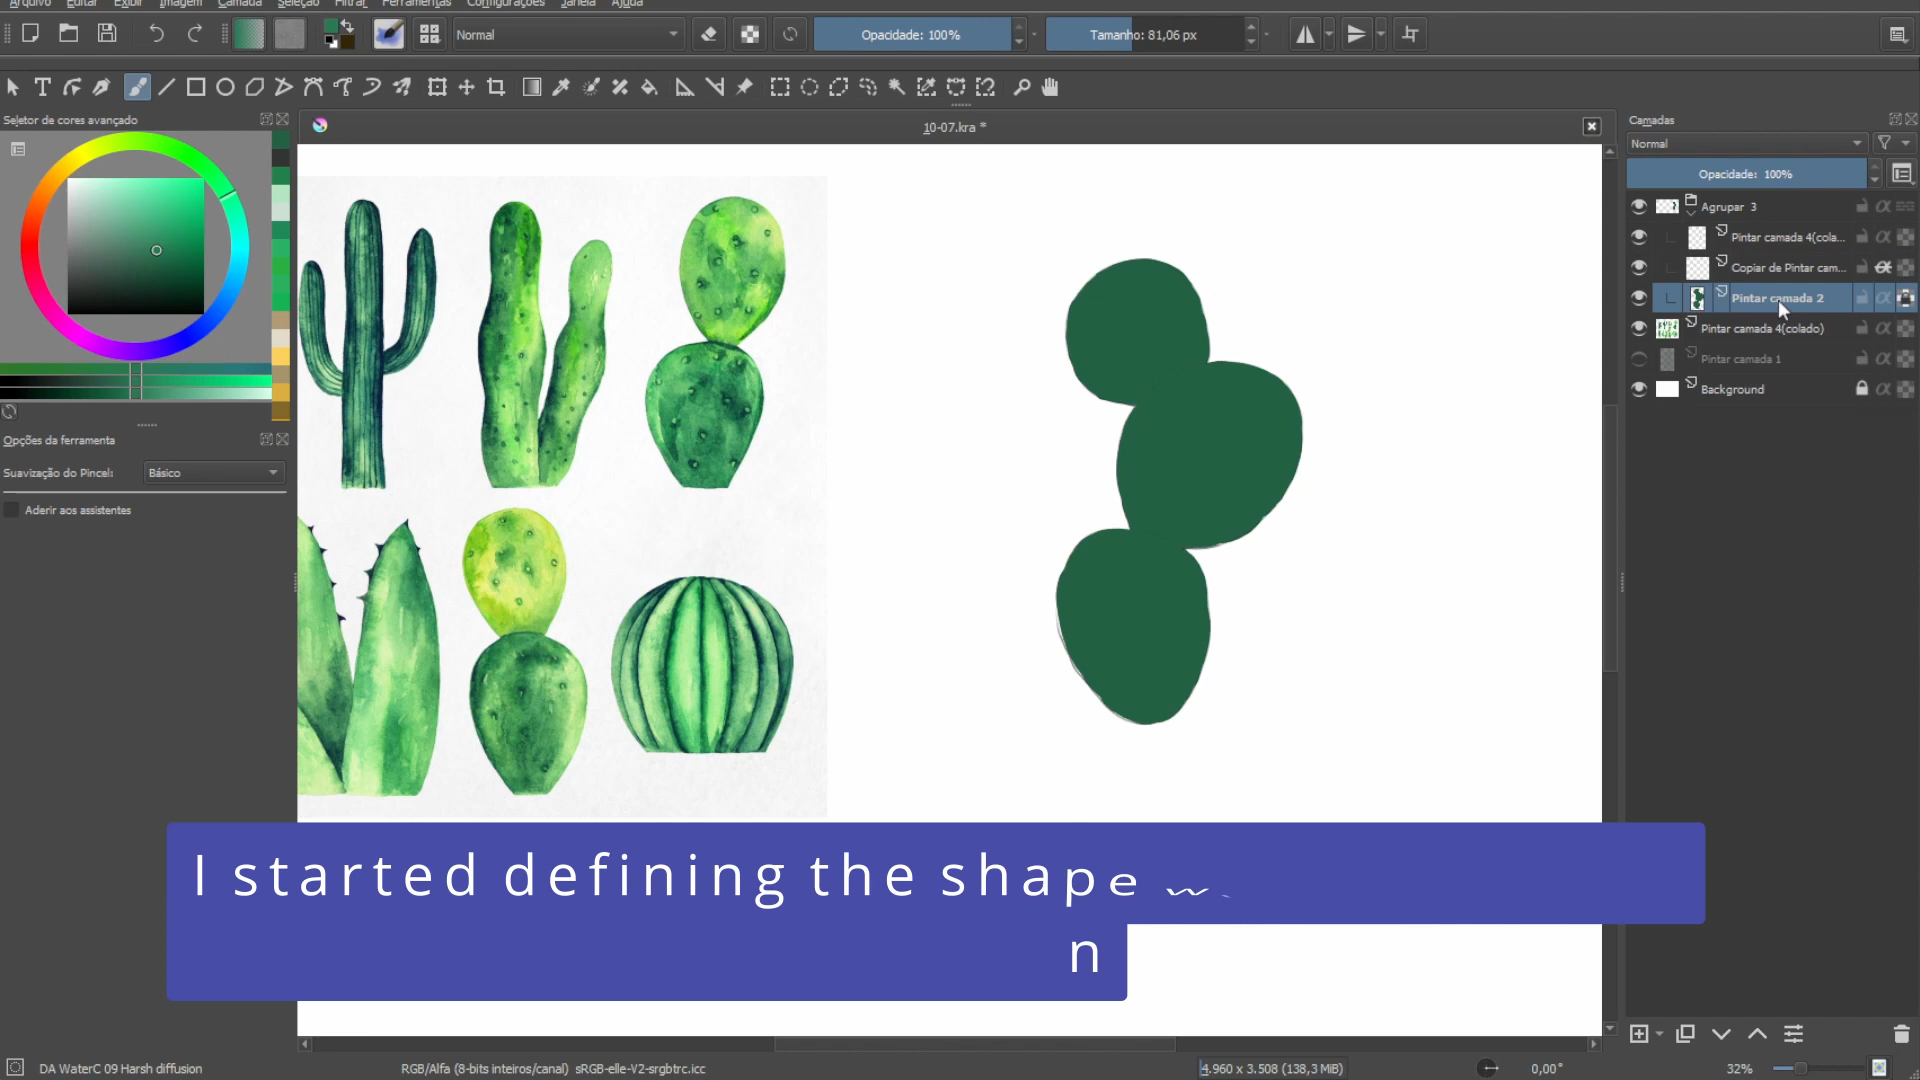 Arquivo Editar Exibir Imagem Camada Seleção Filtrar Ferramentas Configurações Janela Ajuda
Normal
Opacidade: 100%
Tamanho: 81,06 px
Seletor de cores avançado
10-07.kra *
Camadas
Normal
Opacidade: 100%
Agrupar 3
Pintar camada 4(cola...
Copiar de Pintar cam...
Pintar camada 2
Pintar camada 4(colado)
Pintar camada 1
Background
Opções da ferramenta
Suavização do Pincel: Básico
Aderir aos assistentes
I started defining the shape
n
DA WaterC 09 Harsh diffusion
RGB/Alfa (8-bits inteiros/canal) sRGB-elle-V2-srgbtrc.icc
4.960 x 3.508 (138,3 MiB)
0,00°
32%